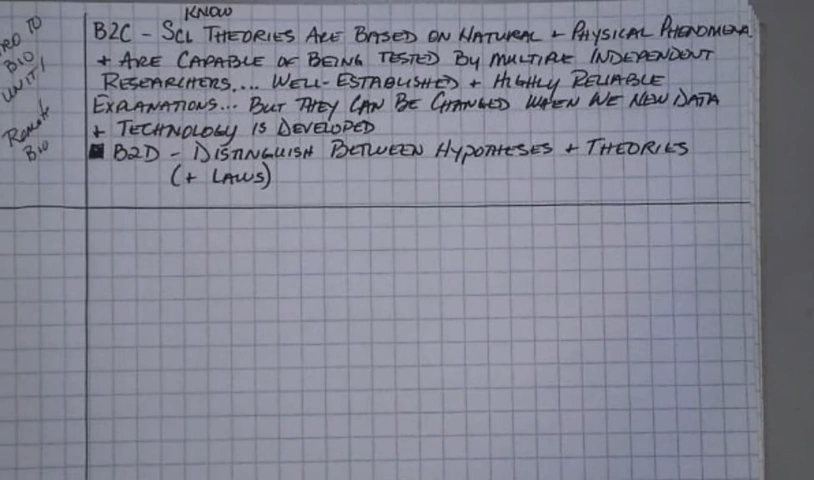 KNOW
B2C - SCI THEORIES ARE BASED ON NATURAL + PHYSICAL PHENOMENA
+ ARE CAPABLE OF BEING TESTED BY MULTIPLE INDEPENDENT
RESEARCHERS.... WELL-ESTABLISHED + HIGHLY RELIABLE
EXPLANATIONS... BUT THEY CAN BE CHANGED WHEN WE NEW DATA
+ TECHNOLOGY IS DEVELOPED
B2D - DISTINGUISH BETWEEN HYPOTHESES + THEORIES
(+ LAWS)
TO
BIO
UNIT 1
BIO